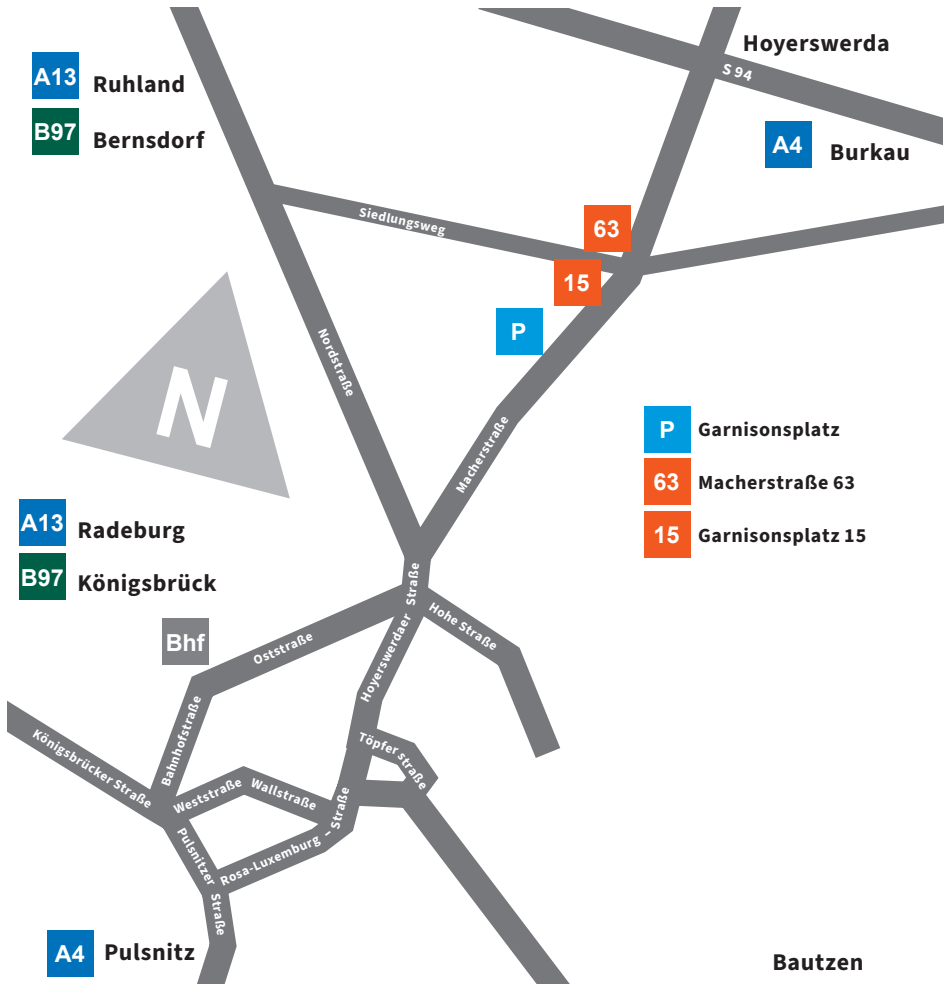 Hoyerswerda
A13 Ruhland
S 94
B97 Bernsdorf
A4 Burkau
Siedlungsweg
63
15
P
Nordstraße
N
Macherstraße
P Garnisonsplatz
63 Macherstraße 63
15 Garnisonsplatz 15
A13 Radeburg
B97 Königsbrück
Bhf
Oststraße
Hoyerswerdaer Straße
Hohe Straße
Bahnhofstraße
Königsbrücker Straße
Töpfer straße
Weststraße
Wallstraße
Rosa-Luxemburg – Straße
Pulsnitzer Straße
A4 Pulsnitz
Bautzen